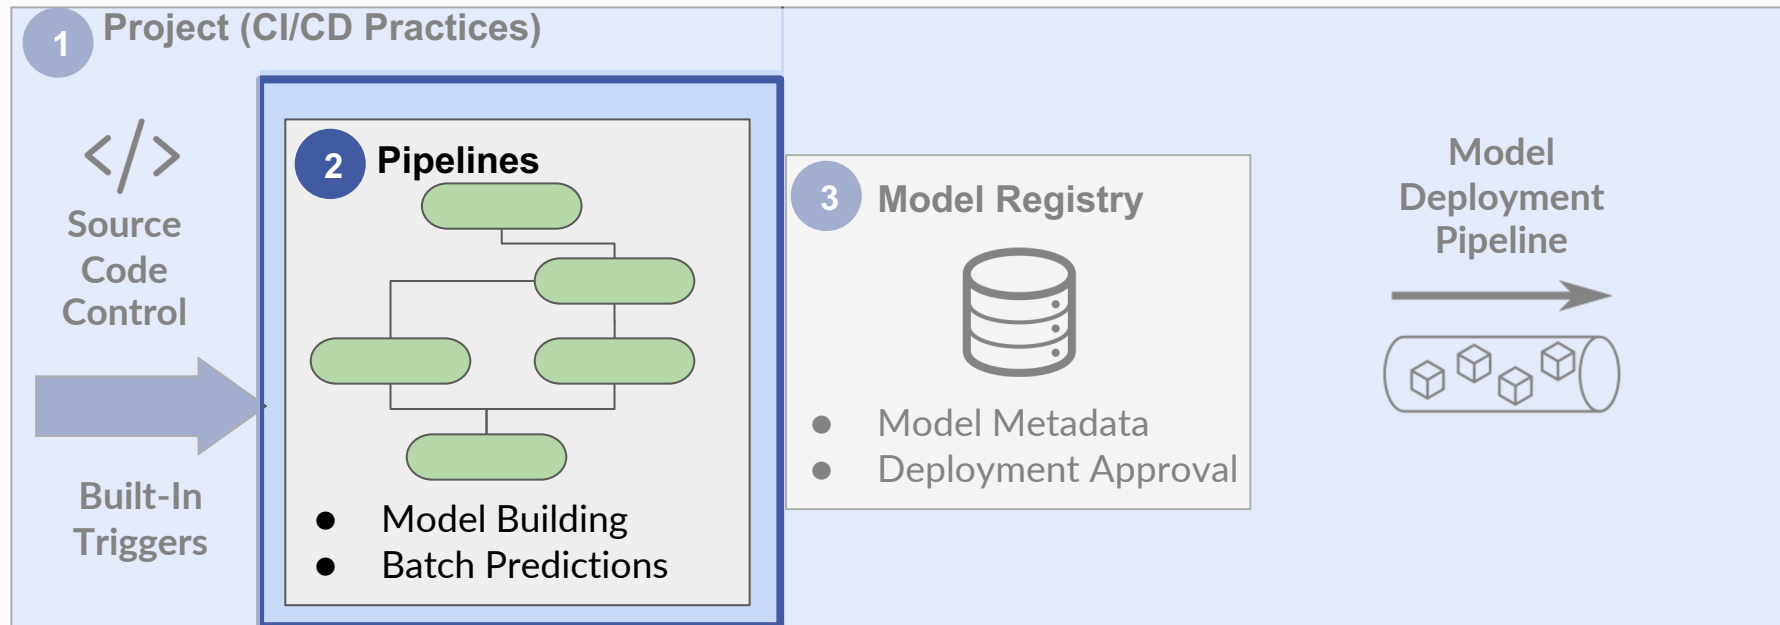 1
Project (CI/CD Practices)
</>
Source
Code
Control
Built-In
Triggers
2
Pipelines
● Model Building
● Batch Predictions
3
Model Registry
● Model Metadata
● Deployment Approval
Model
Deployment
Pipeline